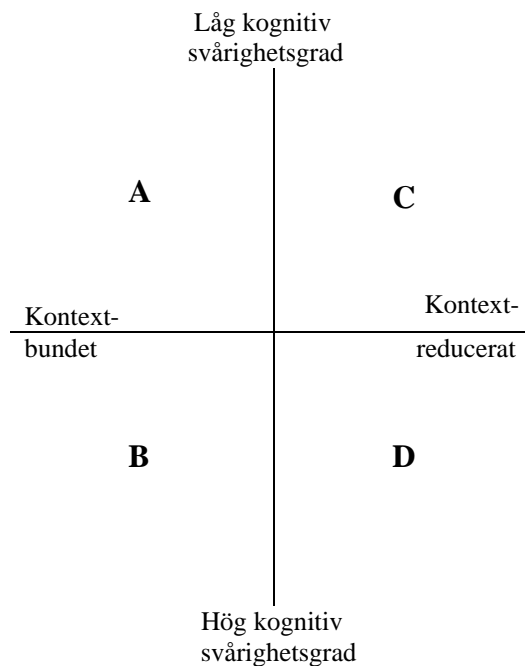 Låg kognitiv
svårighetsgrad
A
C
Kontext-
bundet
Kontext-
reducerat
B
D
Hög kognitiv
svårighetsgrad